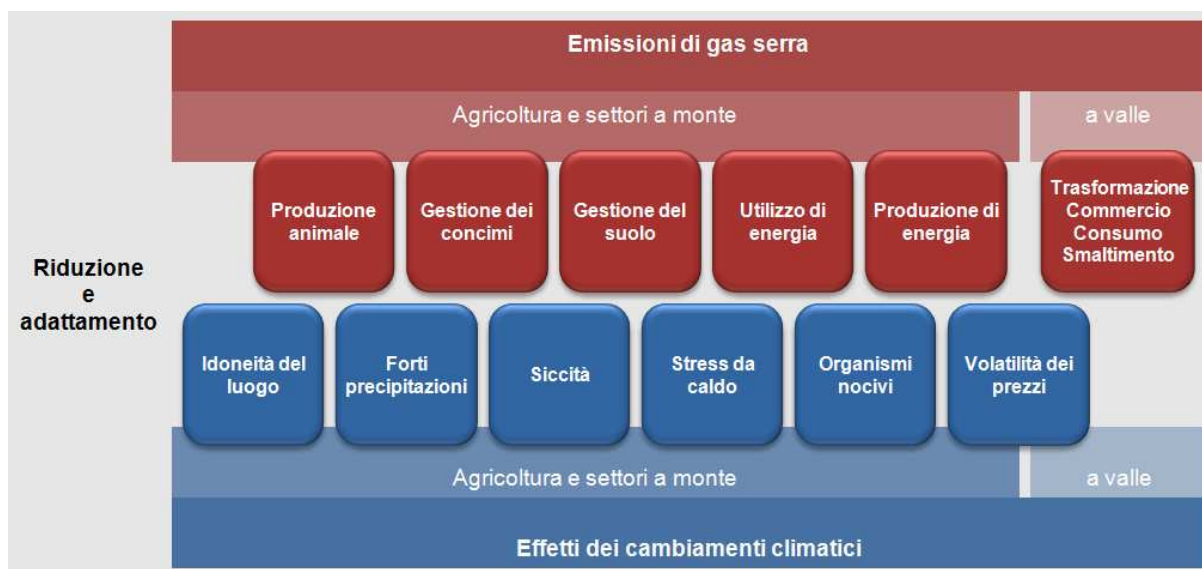 Emissioni di gas serra
Agricoltura e settori a monte
a valle
Riduzione
e
adattamento
Produzione
animale
Gestione dei
concimi
Gestione del
suolo
Utilizzo di
energia
Produzione di
energia
Trasformazione
Commercio
Consumo
Smaltimento
Idoneità del
luogo
Forti
precipitazioni
Siccità
Stress da
caldo
Organismi
nocivi
Volatilità dei
prezzi
Agricoltura e settori a monte
a valle
Effetti dei cambiamenti climatici